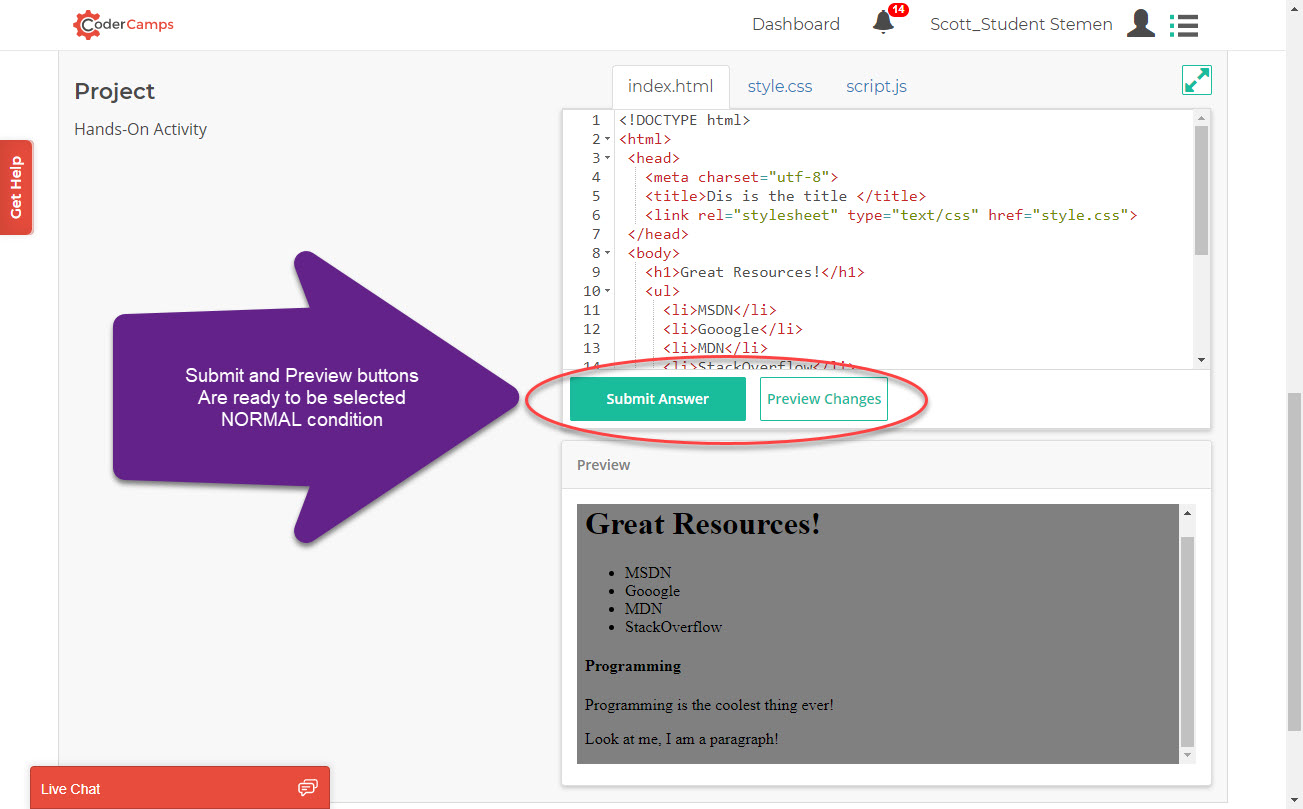 CoderCamps
Dashboard
14
Scott_Student Stemen
Project
Hands-On Activity
Get Help
index.html
style.css
script.js
1 <!DOCTYPE html>
2 <html>
3 <head>
4 <meta charset="utf-8">
5 <title>Dis is the title </title>
6 <link rel="stylesheet" type="text/css" href="style.css">
7 </head>
8 <body>
9 <h1>Great Resources!</h1>
10 <ul>
11 <li>MSDN</li>
12 <li>Gooogle</li>
13 <li>MDN</li>
14 <li>StackOverflow</li>
Submit and Preview buttons
Are ready to be selected
NORMAL condition
Submit Answer
Preview Changes
Preview
Great Resources!
• MSDN
• Gooogle
• MDN
• StackOverflow
Programming
Programming is the coolest thing ever!
Look at me, I am a paragraph!
Live Chat